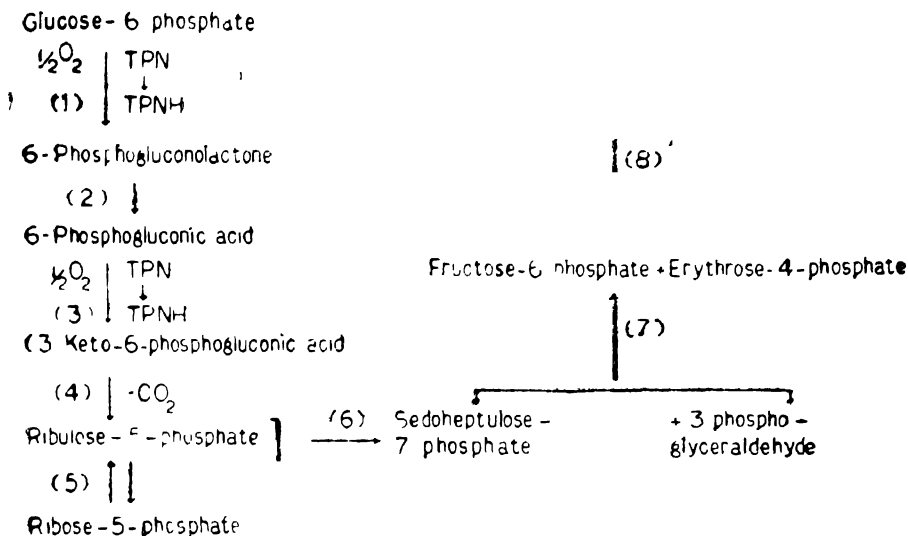 Glucose-6 phosphate
½O₂ TPN
(1) TPNH
6-Phosphogluconolactone
(2)
6-Phosphogluconic acid
½O₂ TPN
(3) TPNH
(3 Keto-6-phosphogluconic acid
(4) -CO₂
Ribulose-5-phosphate
(5)
Ribose-5-phosphate
(6) Sedoheptulose-
7 phosphate
+ 3 phospho-
glyceraldehyde
(7)
Fructose-6 phosphate + Erythrose-4-phosphate
(8)